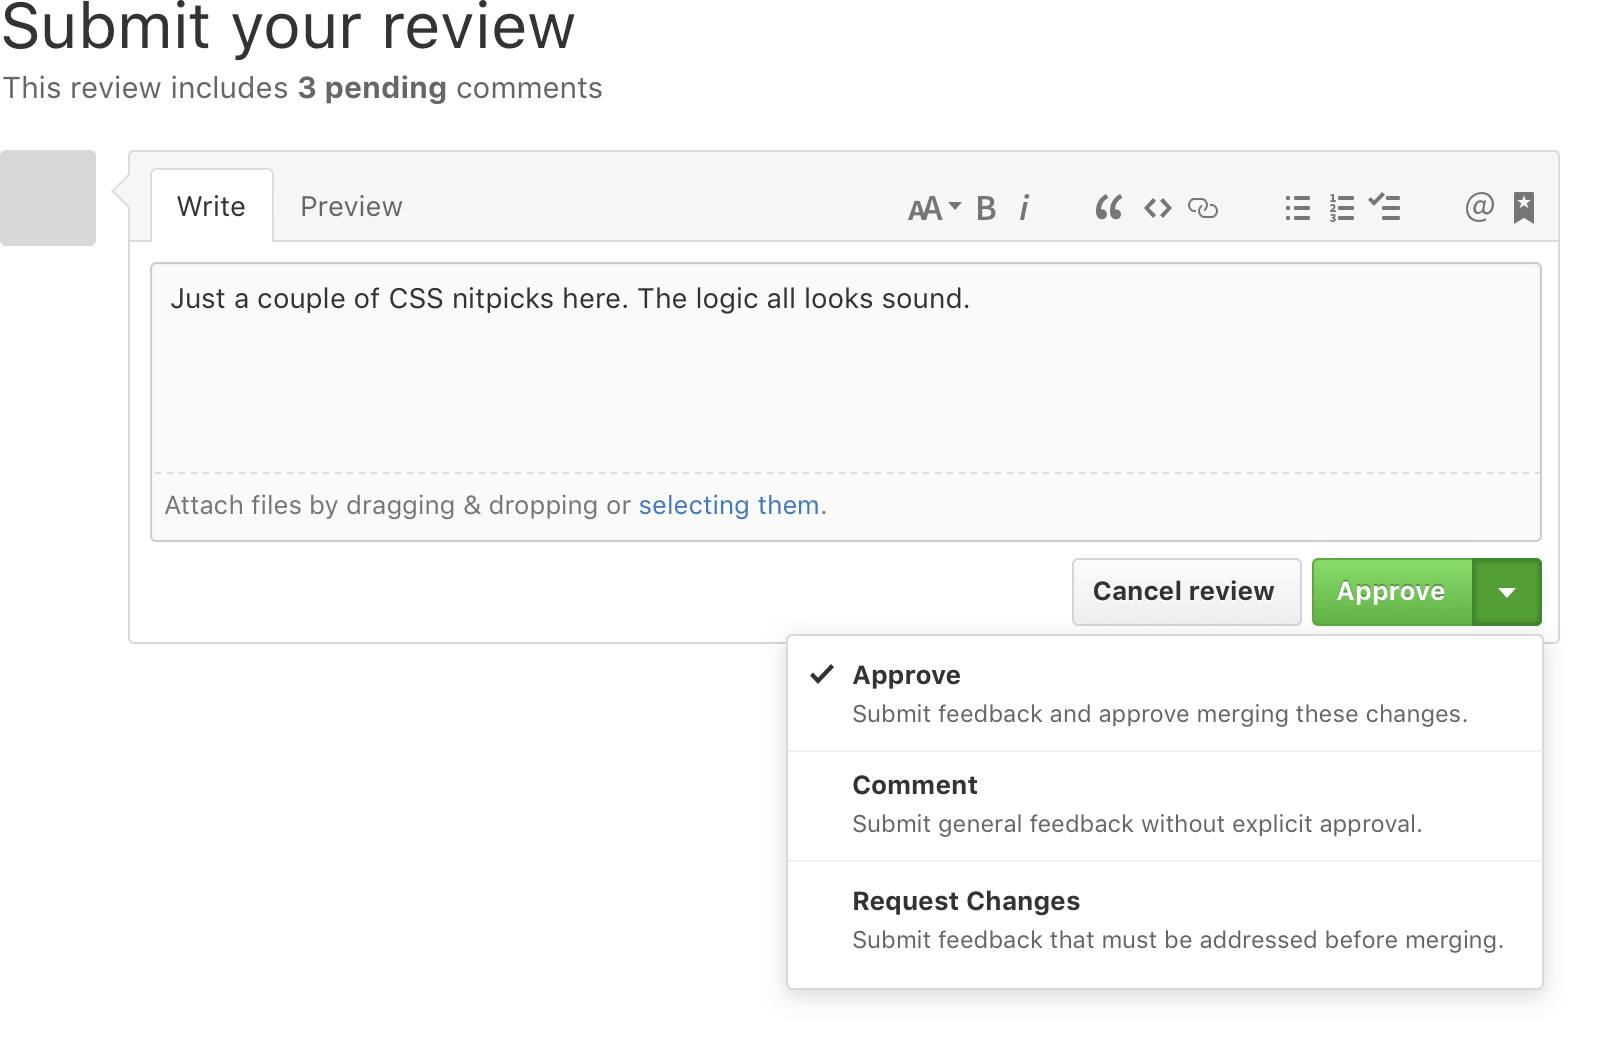 Submit your review
This review includes 3 pending comments
Write
Preview
AA B i “ <> 1 2 3 @
Just a couple of CSS nitpicks here. The logic all looks sound.
Attach files by dragging & dropping or selecting them.
Cancel review
Approve
Approve
Submit feedback and approve merging these changes.
Comment
Submit general feedback without explicit approval.
Request Changes
Submit feedback that must be addressed before merging.